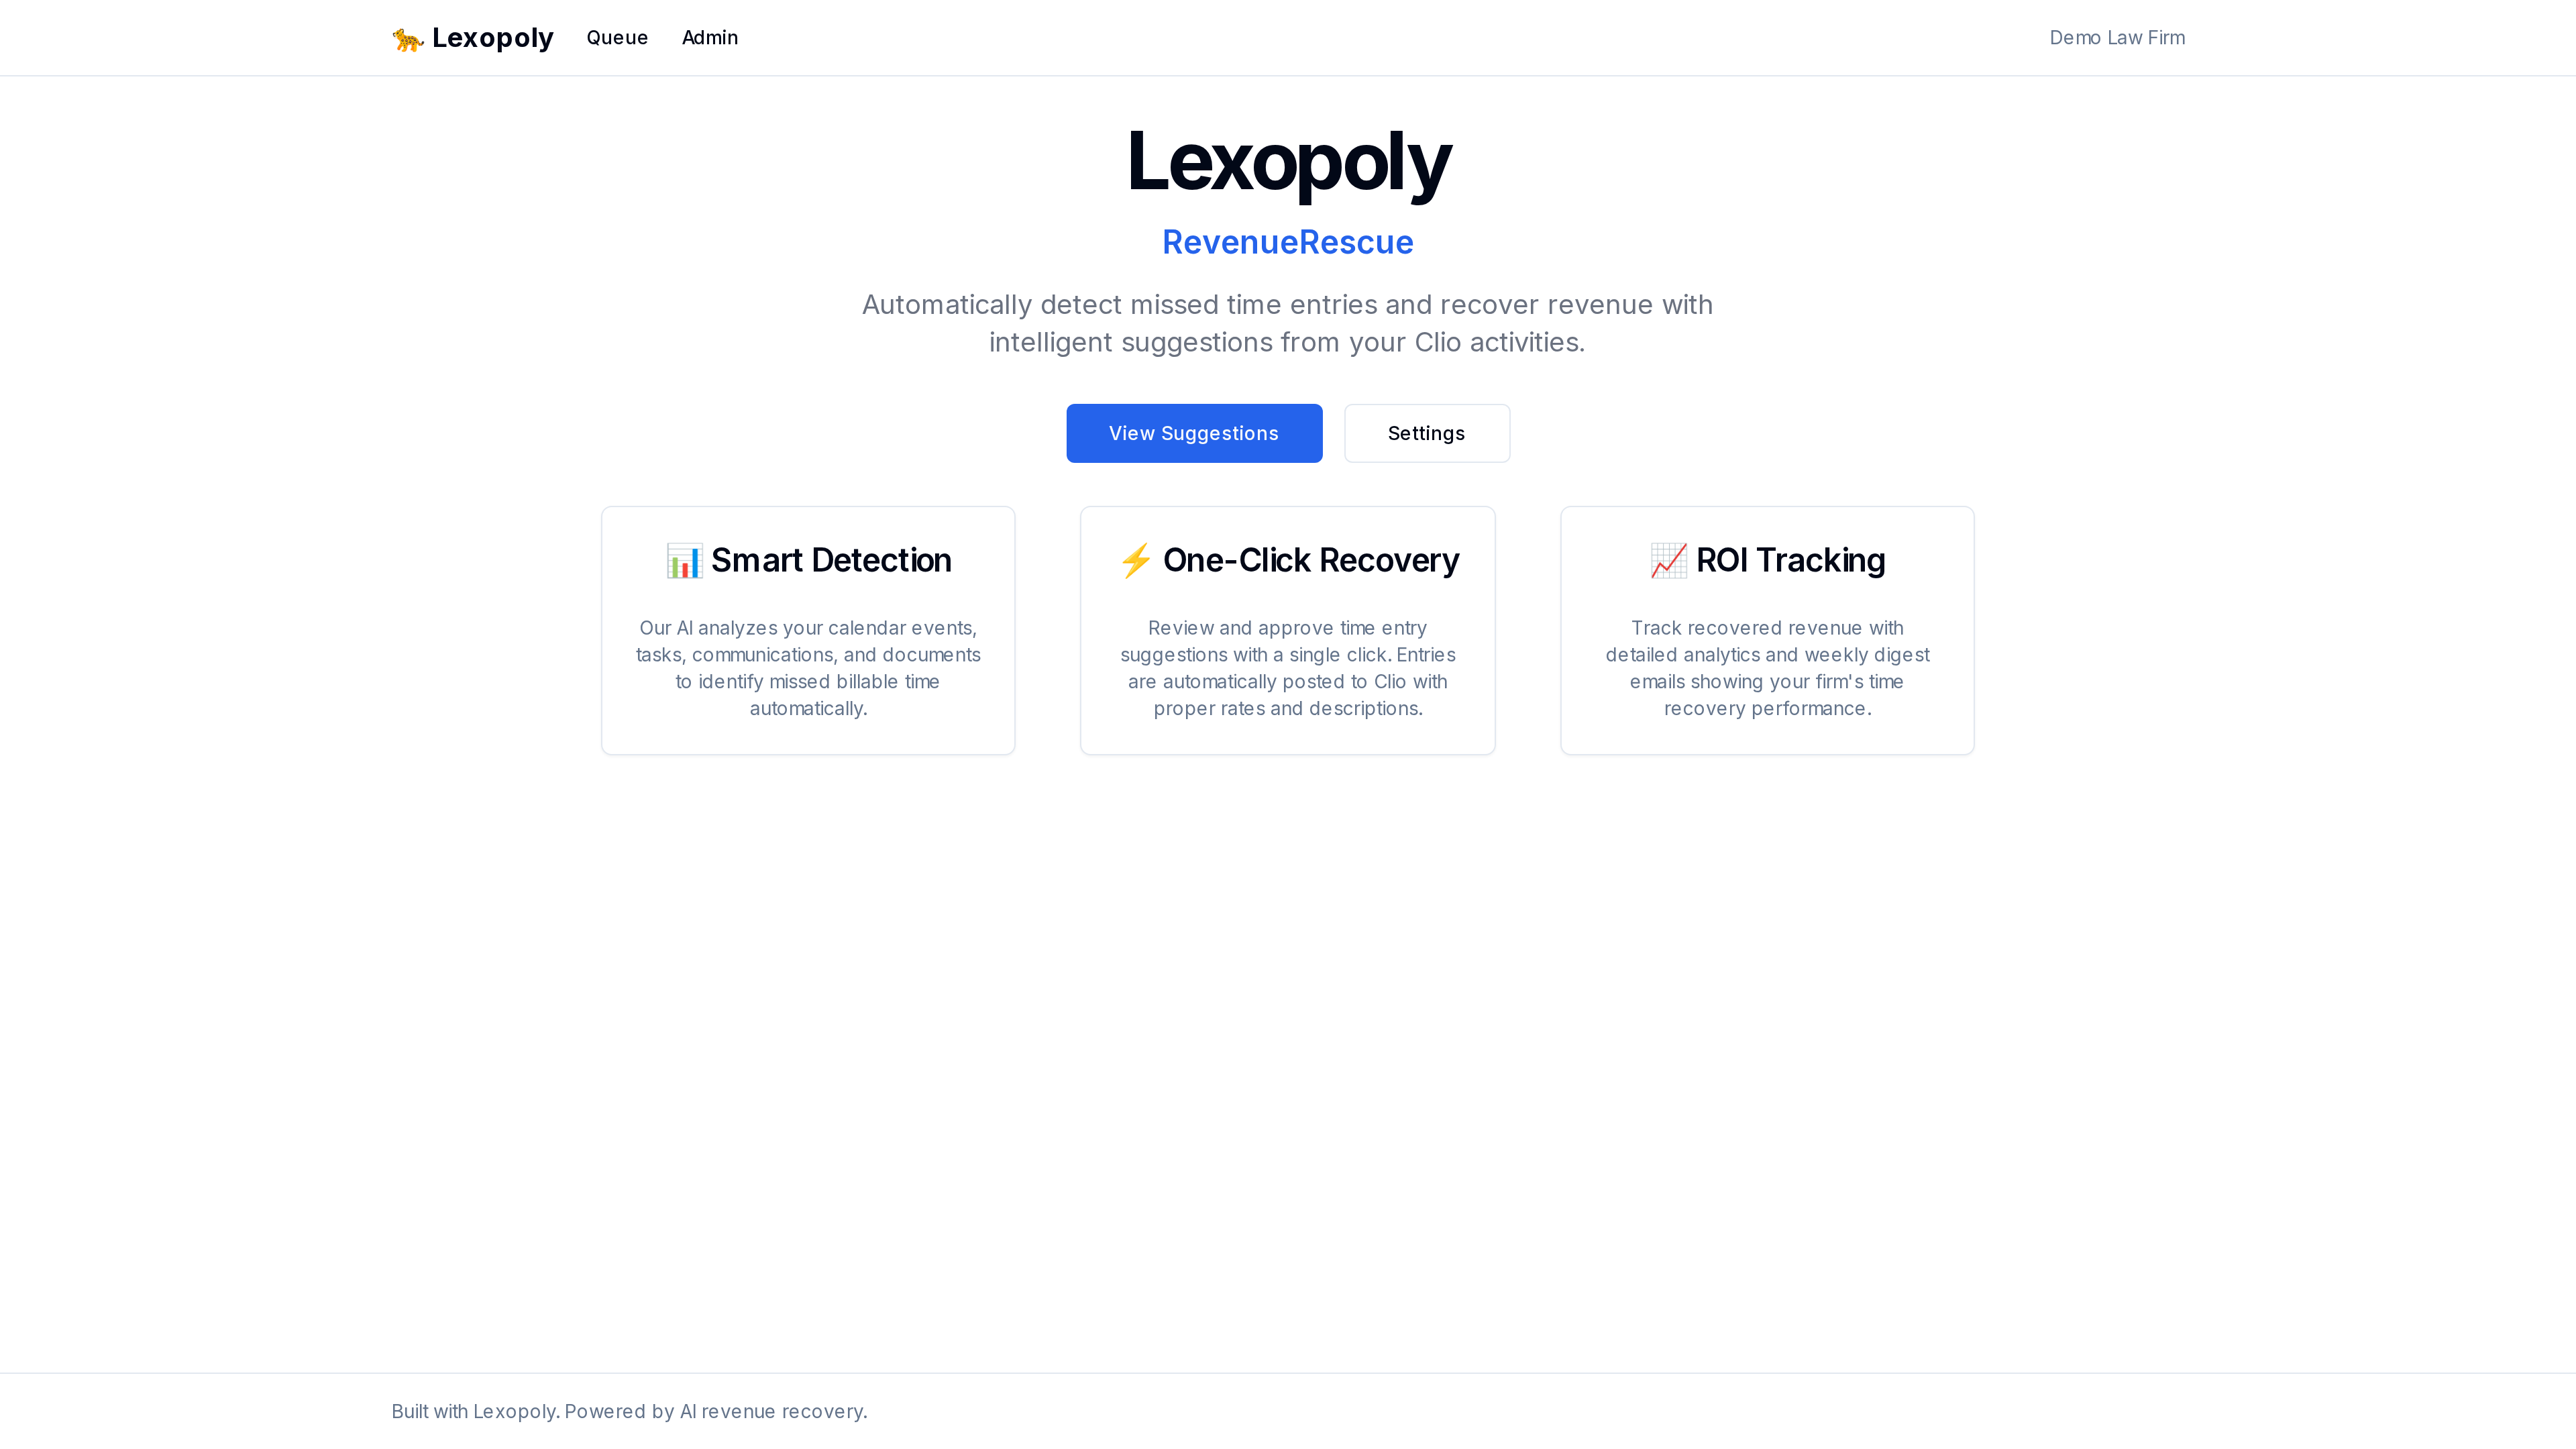 🐆 Lexopoly Queue Admin Demo Law Firm
Lexopoly
RevenueRescue
Automatically detect missed time entries and recover revenue with
intelligent suggestions from your Clio activities.
View Suggestions Settings
📊 Smart Detection
Our AI analyzes your calendar events,
tasks, communications, and documents
to identify missed billable time
automatically.
⚡ One-Click Recovery
Review and approve time entry
suggestions with a single click. Entries
are automatically posted to Clio with
proper rates and descriptions.
📈 ROI Tracking
Track recovered revenue with
detailed analytics and weekly digest
emails showing your firm's time
recovery performance.
Built with Lexopoly. Powered by AI revenue recovery.